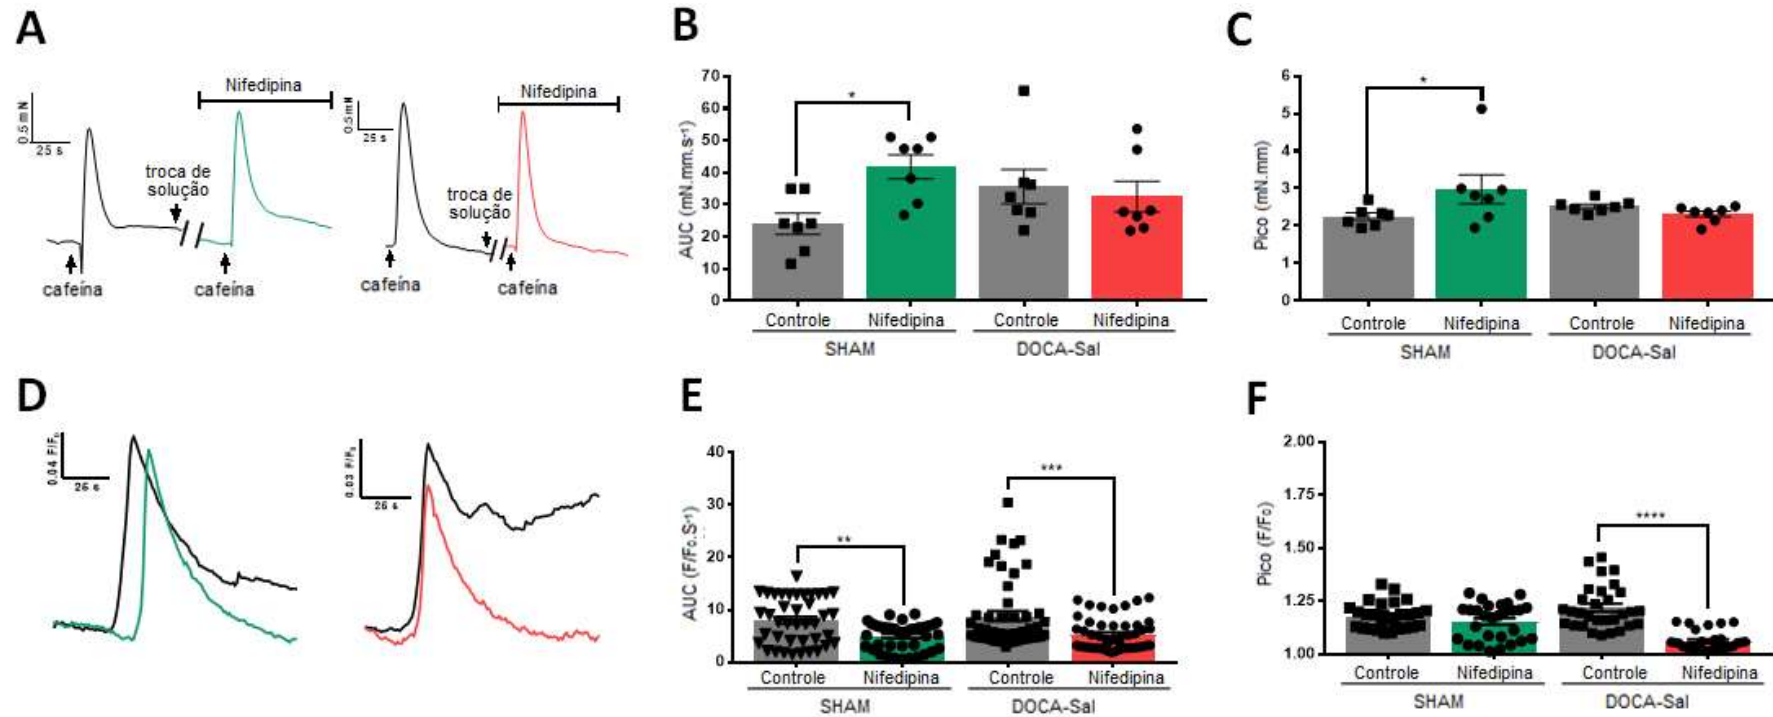 A
Nifedipina
0.5 mN
25 s
troca de
solução
cafeína
cafeína
Nifedipina
0.5 mN
25 s
troca de
solução
cafeína
cafeína
B
AUC (mN.mm.s⁻¹)
70
60
50
40
30
20
10
0
*
Controle
Nifedipina
Controle
Nifedipina
SHAM
DOCA-Sal
C
Pico (mN.mm)
6
5
4
3
2
1
0
*
Controle
Nifedipina
Controle
Nifedipina
SHAM
DOCA-Sal
D
0.04 F/F₀
25 s
0.03 F/F₀
25 s
E
AUC (F/F₀.S⁻¹)
40
30
20
10
0
**
***
Controle
Nifedipina
Controle
Nifedipina
SHAM
DOCA-Sal
F
Pico (F/F₀)
2.00
1.75
1.50
1.25
1.00
****
Controle
Nifedipina
Controle
Nifedipina
SHAM
DOCA-Sal